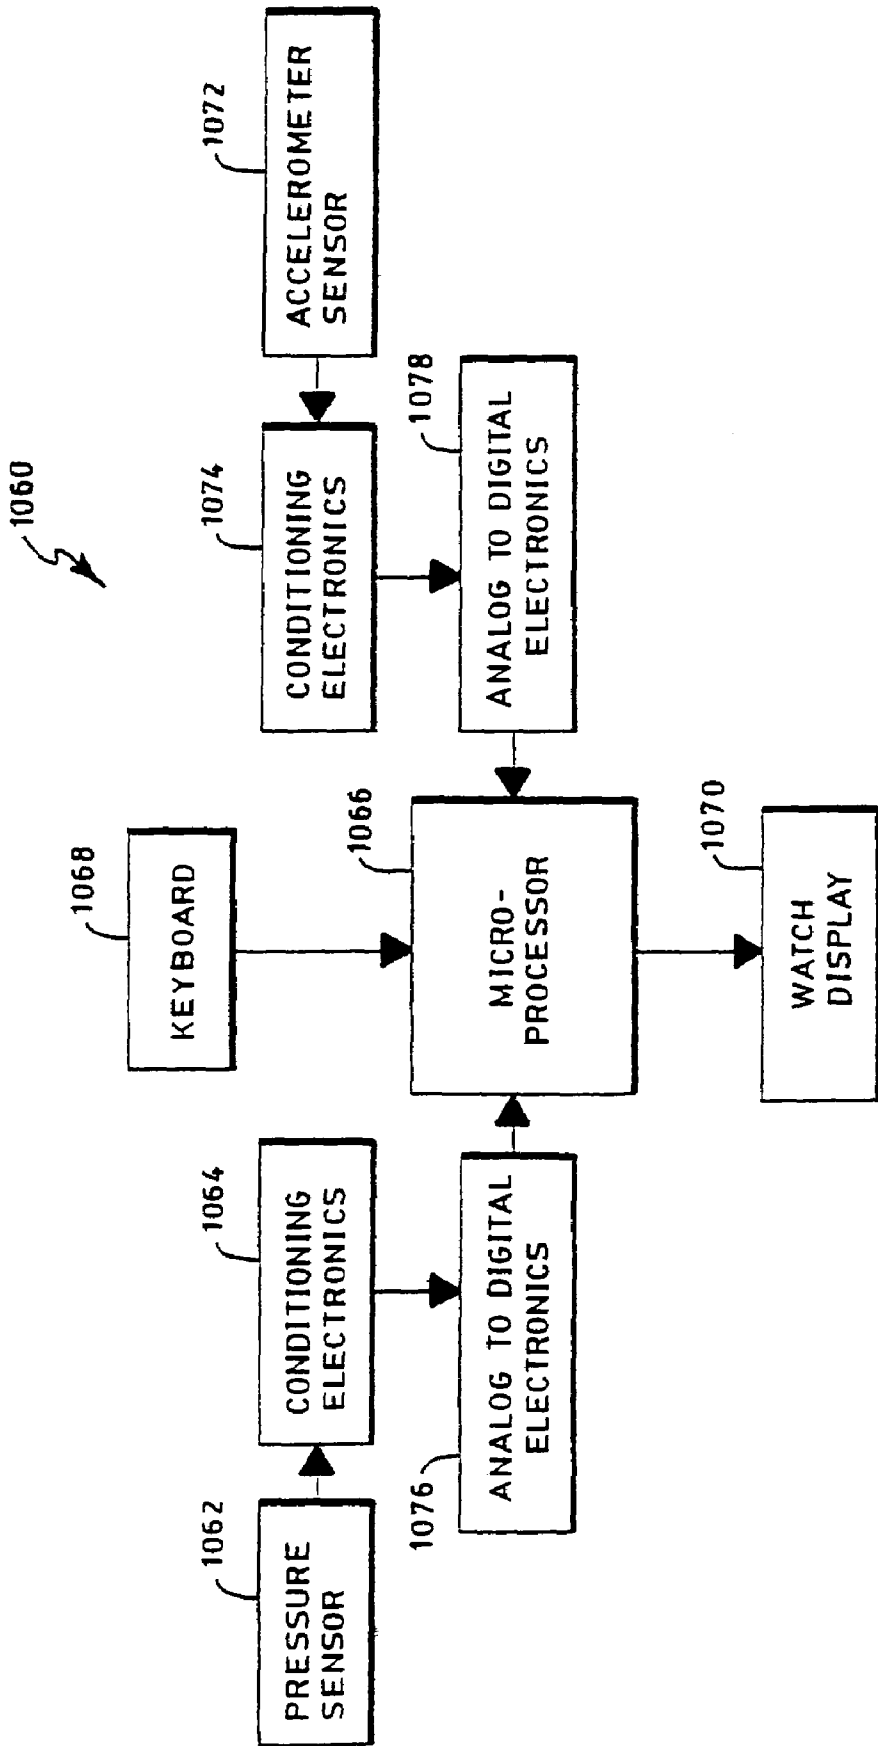 1060
1068
KEYBOARD
1062
PRESSURE
SENSOR
1064
CONDITIONING
ELECTRONICS
1074
CONDITIONING
ELECTRONICS
1072
ACCELEROMETER
SENSOR
1076
ANALOG TO DIGITAL
ELECTRONICS
1066
MICRO-
PROCESSOR
1078
ANALOG TO DIGITAL
ELECTRONICS
1070
WATCH
DISPLAY